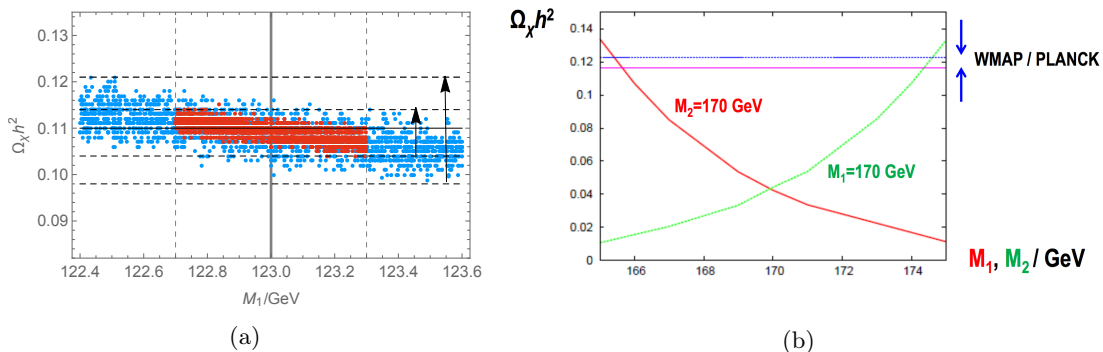 0.13
0.12
0.11
0.10
0.09
Ωχh²
122.4 122.6 122.8 123.0 123.2 123.4 123.6
M₁/GeV
(a)
Ωχh²
0.14
0.12
0.1
0.08
0.06
0.04
0.02
0
166 168 170 172 174
M₂=170 GeV
M₁=170 GeV
WMAP / PLANCK
M₁, M₂ / GeV
(b)